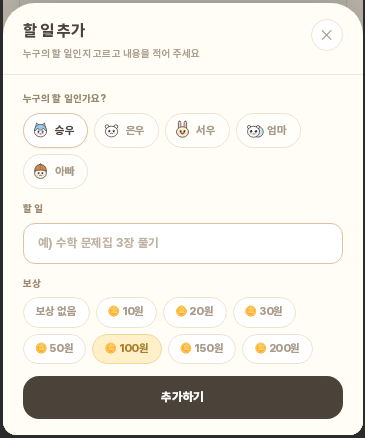 할 일 추가
누구의 할 일인지 고르고 내용을 적어 주세요
누구의 할 일인가요?
승우 은우 서우 엄마
아빠
할 일
예) 수학 문제집 3장 풀기
보상
보상 없음 10원 20원 30원
50원 100원 150원 200원
추가하기